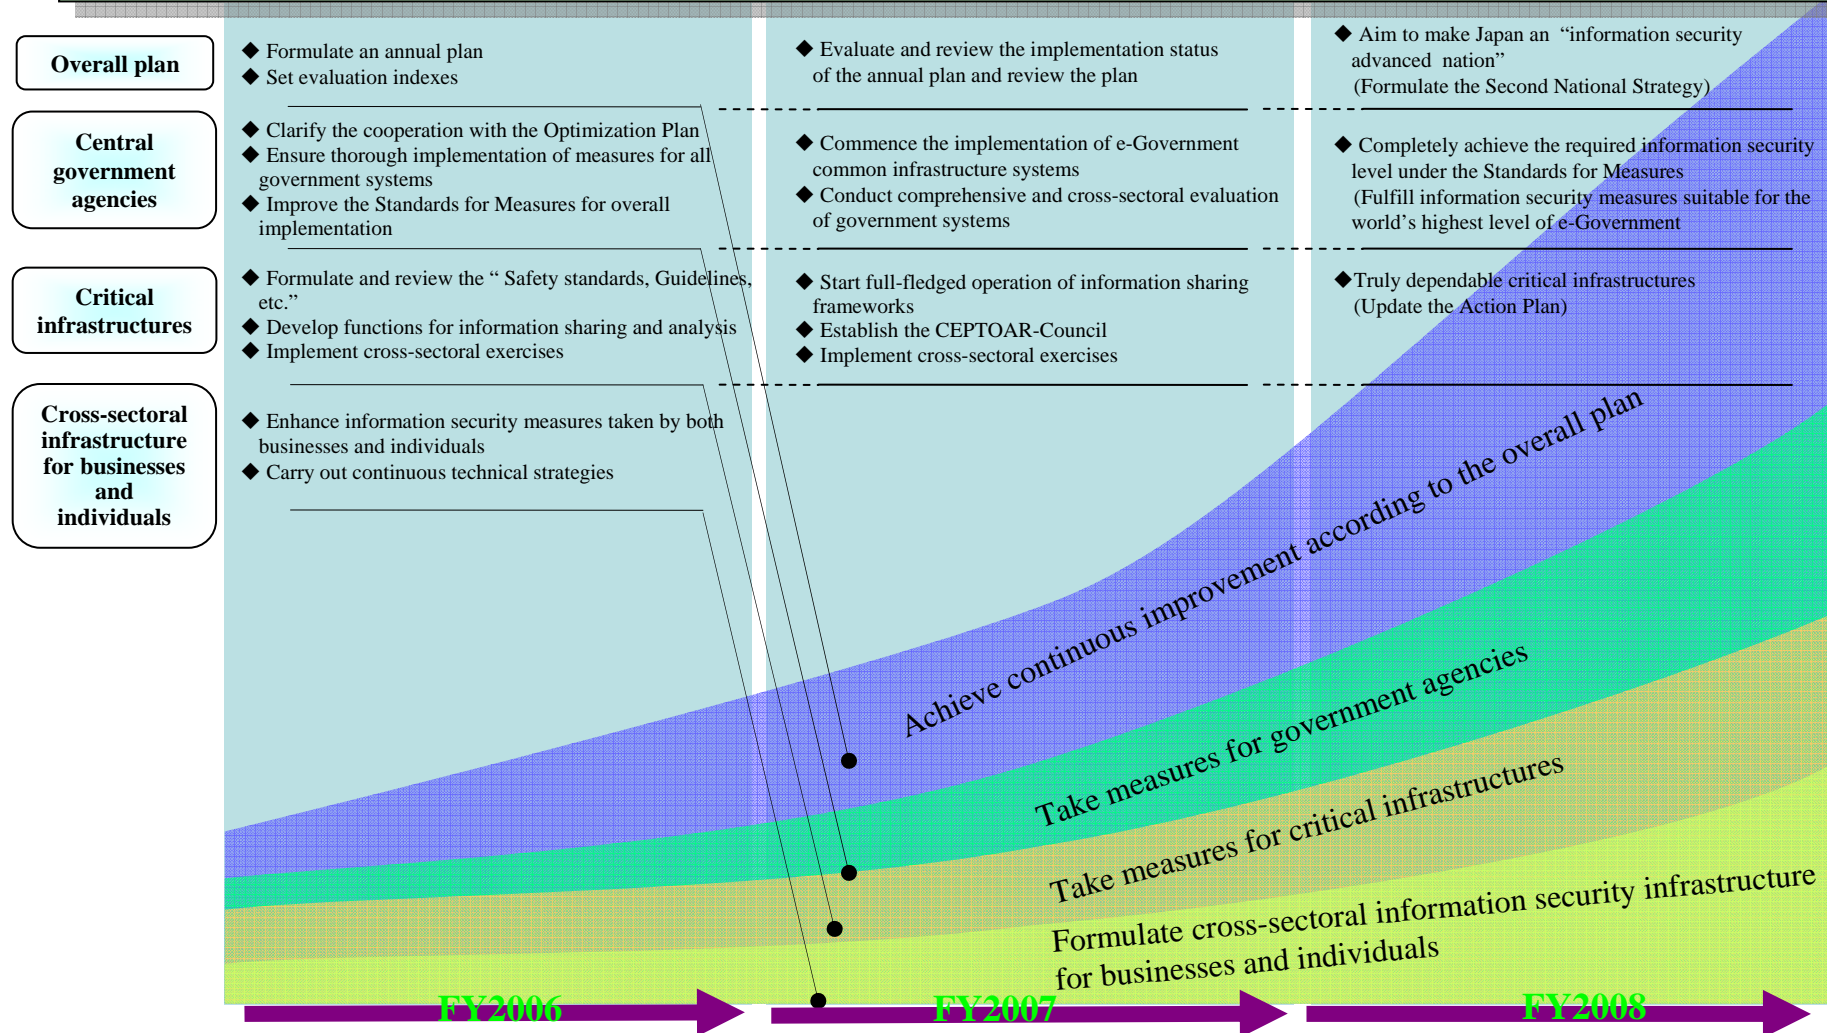 Overall plan
◆ Formulate an annual plan
◆ Set evaluation indexes
◆ Evaluate and review the implementation status
of the annual plan and review the plan
◆ Aim to make Japan an “information security
advanced nation”
(Formulate the Second National Strategy)
Central
government
agencies
◆ Clarify the cooperation with the Optimization Plan
◆ Ensure thorough implementation of measures for all
government systems
◆ Improve the Standards for Measures for overall
implementation
◆ Commence the implementation of e-Government
common infrastructure systems
◆ Conduct comprehensive and cross-sectoral evaluation
of government systems
◆ Completely achieve the required information security
level under the Standards for Measures
(Fulfill information security measures suitable for the
world’s highest level of e-Government
Critical
infrastructures
◆ Formulate and review the “ Safety standards, Guidelines,
etc.”
◆ Develop functions for information sharing and analysis
◆ Implement cross-sectoral exercises
◆ Start full-fledged operation of information sharing
frameworks
◆ Establish the CEPTOAR-Council
◆ Implement cross-sectoral exercises
◆Truly dependable critical infrastructures
(Update the Action Plan)
Cross-sectoral
infrastructure
for businesses
and
individuals
◆ Enhance information security measures taken by both
businesses and individuals
◆ Carry out continuous technical strategies
Achieve continuous improvement according to the overall plan
Take measures for government agencies
Take measures for critical infrastructures
Formulate cross-sectoral information security infrastructure
for businesses and individuals
FY2006
FY2007
FY2008